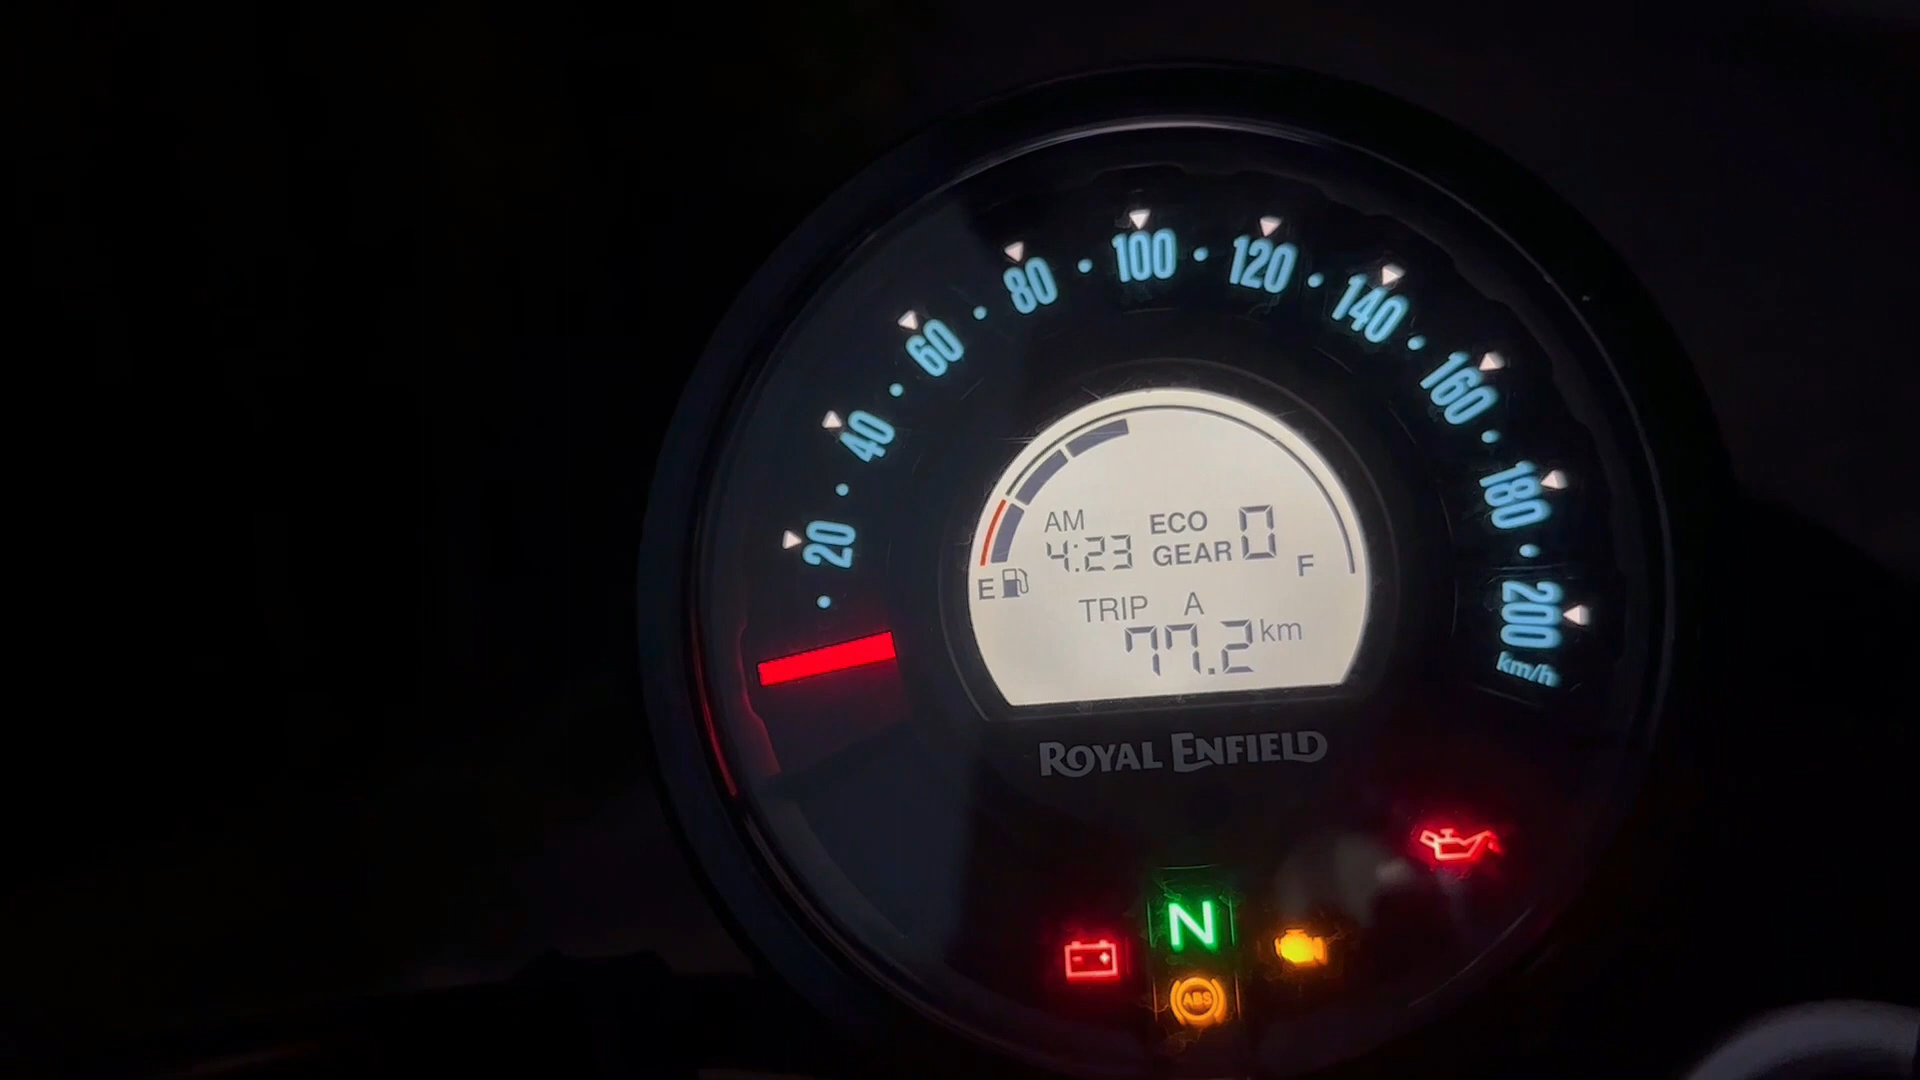 20
40
60
80
100
120
140
160
180
200
km/h
AM
4:23
ECO
GEAR 0
E
F
TRIP A
77.2 km
ROYAL ENFIELD
N
ABS